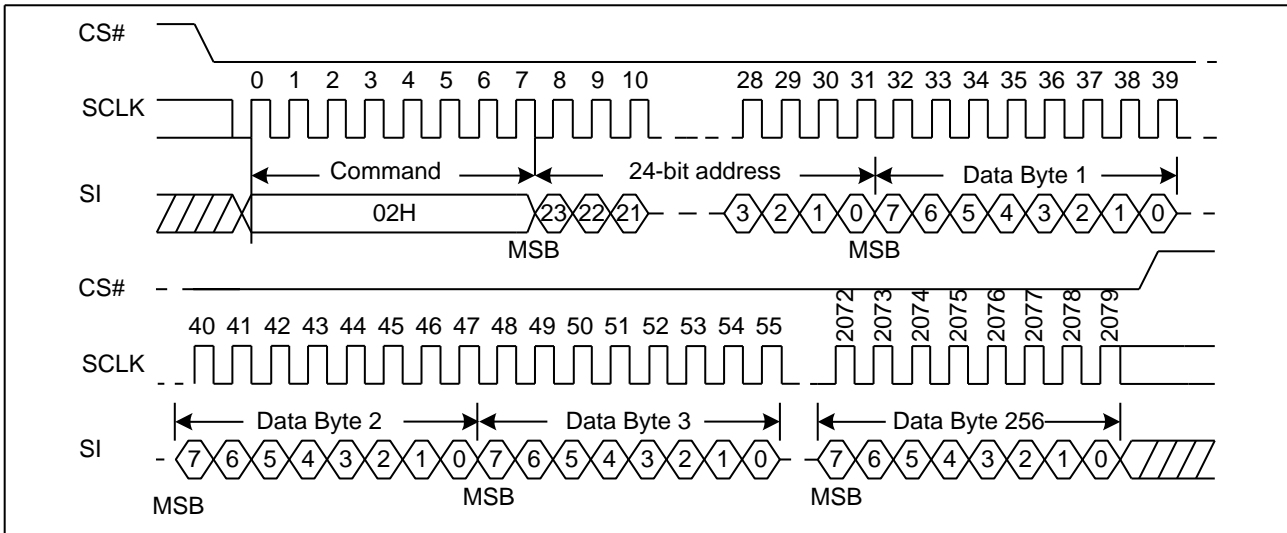 CS#
0 1 2 3 4 5 6 7 8 9 10 28 29 30 31 32 33 34 35 36 37 38 39
SCLK
Command 24-bit address Data Byte 1
SI
02H 23 22 21 3 2 1 0 7 6 5 4 3 2 1 0
MSB MSB
CS#
40 41 42 43 44 45 46 47 48 49 50 51 52 53 54 55 2072 2073 2074 2075 2076 2077 2078 2079
SCLK
Data Byte 2 Data Byte 3 Data Byte 256
SI
7 6 5 4 3 2 1 0 7 6 5 4 3 2 1 0 7 6 5 4 3 2 1 0
MSB MSB MSB